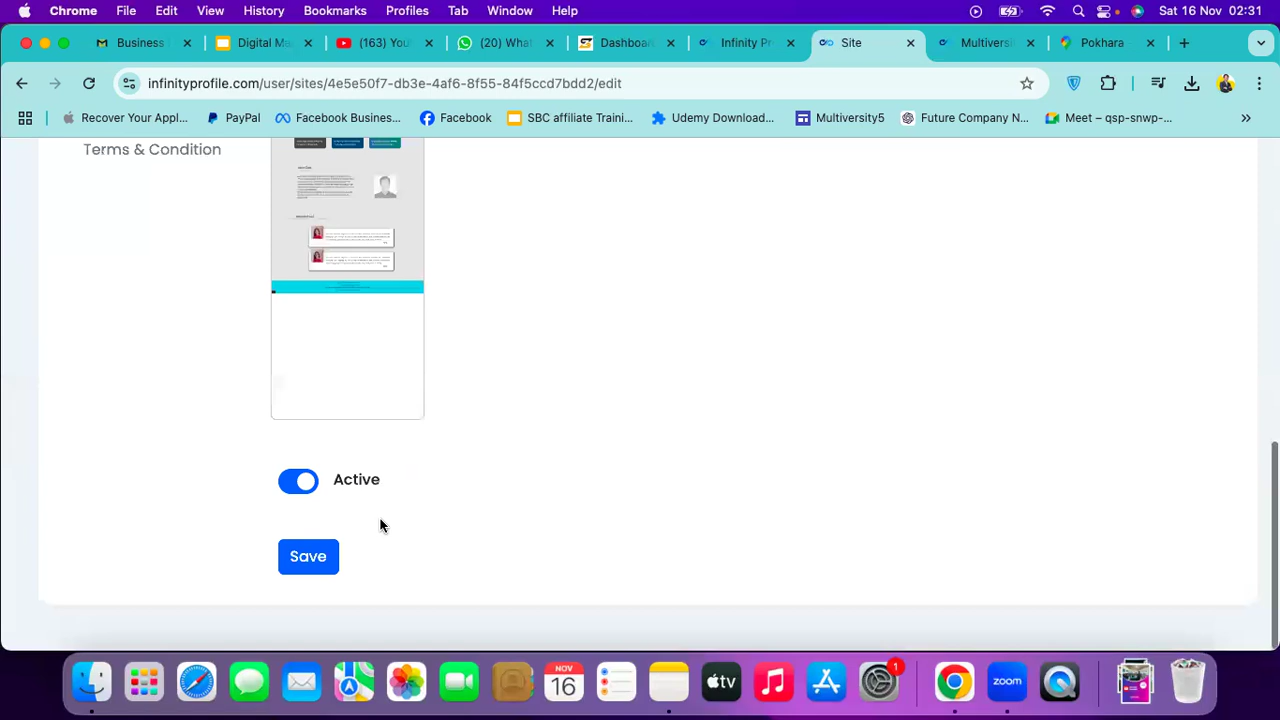 Chrome File Edit View History Bookmarks Profiles Tab Window Help Sat 16 Nov 02:31
Business Digital Ma (163) You (20) What Dashboar Infinity Pr Site Multiversi Pokhara
infinityprofile.com/user/sites/4e5e50f7-db3e-4af6-8f55-84f5ccd7bdd2/edit
Recover Your Appl... PayPal Facebook Busines... Facebook SBC affiliate Traini... Udemy Download... Multiversity5 Future Company N... Meet – qsp-snwp-...
Terms & Condition
Active
Save
NOV
16
tv
1
zoom